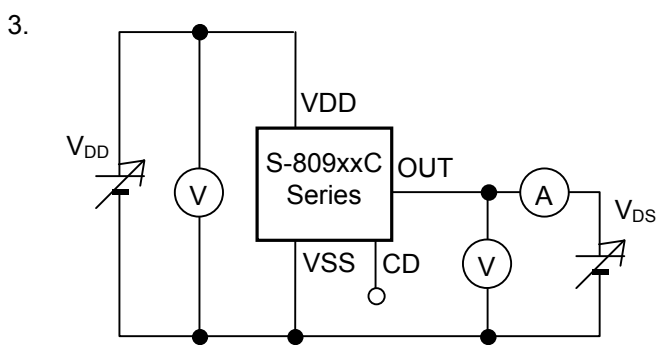 3.
VDD
VDD
V
S-809xxC
Series
OUT
A
VDS
VSS
CD
V